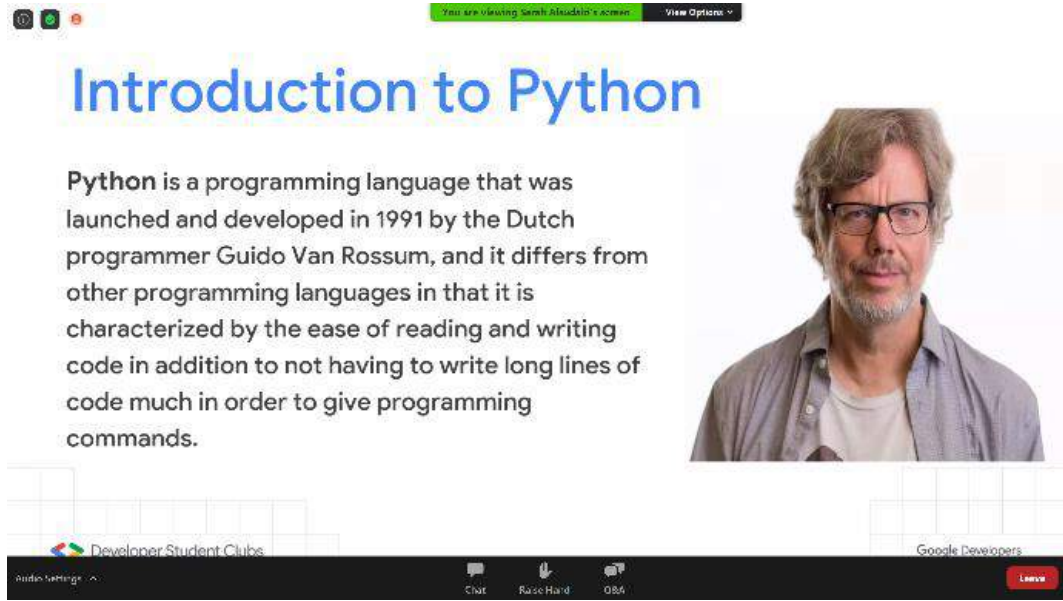 You are viewing Sarah Alsudais's screen View Options
Introduction to Python
Python is a programming language that was
launched and developed in 1991 by the Dutch
programmer Guido Van Rossum, and it differs from
other programming languages in that it is
characterized by the ease of reading and writing
code in addition to not having to write long lines of
code much in order to give programming
commands.
Developer Student Clubs
Google Developers
Audio Settings
Chat
Raise Hand
Q&A
Leave